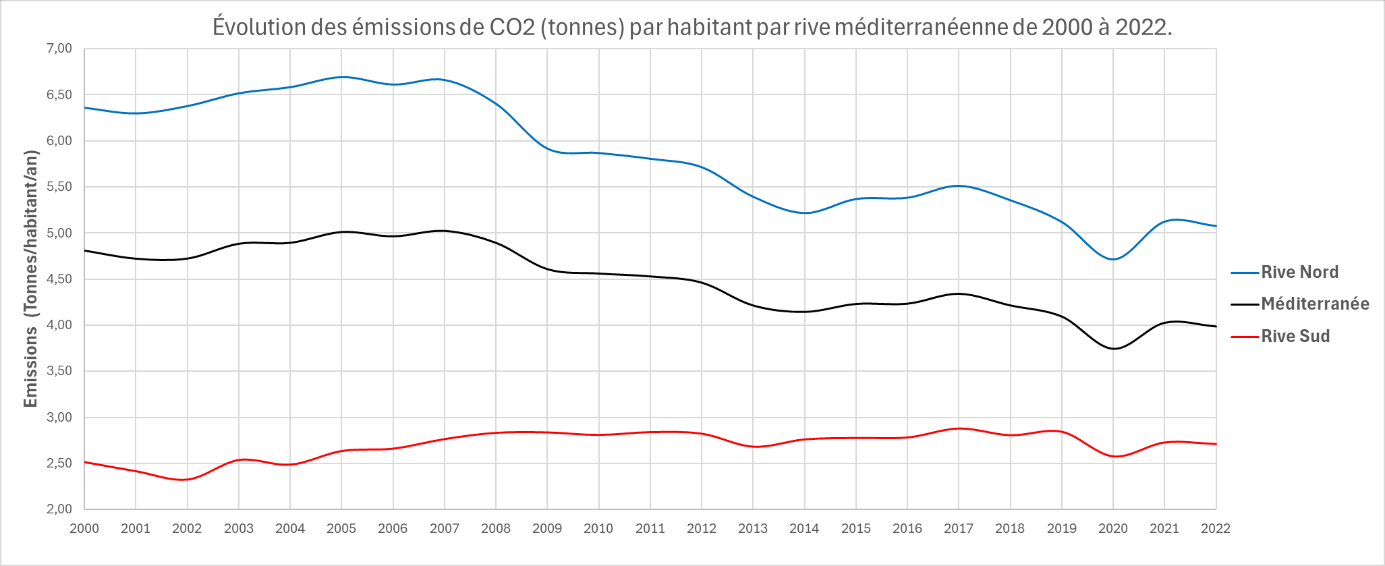 Évolution des émissions de CO2 (tonnes) par habitant par rive méditerranéenne de 2000 à 2022.
7,00
6,50
6,00
5,50
5,00
4,50
4,00
3,50
3,00
2,50
2,00
Emissions (Tonnes/habitant/an)
2000 2001 2002 2003 2004 2005 2006 2007 2008 2009 2010 2011 2012 2013 2014 2015 2016 2017 2018 2019 2020 2021 2022
Rive Nord
Méditerranée
Rive Sud